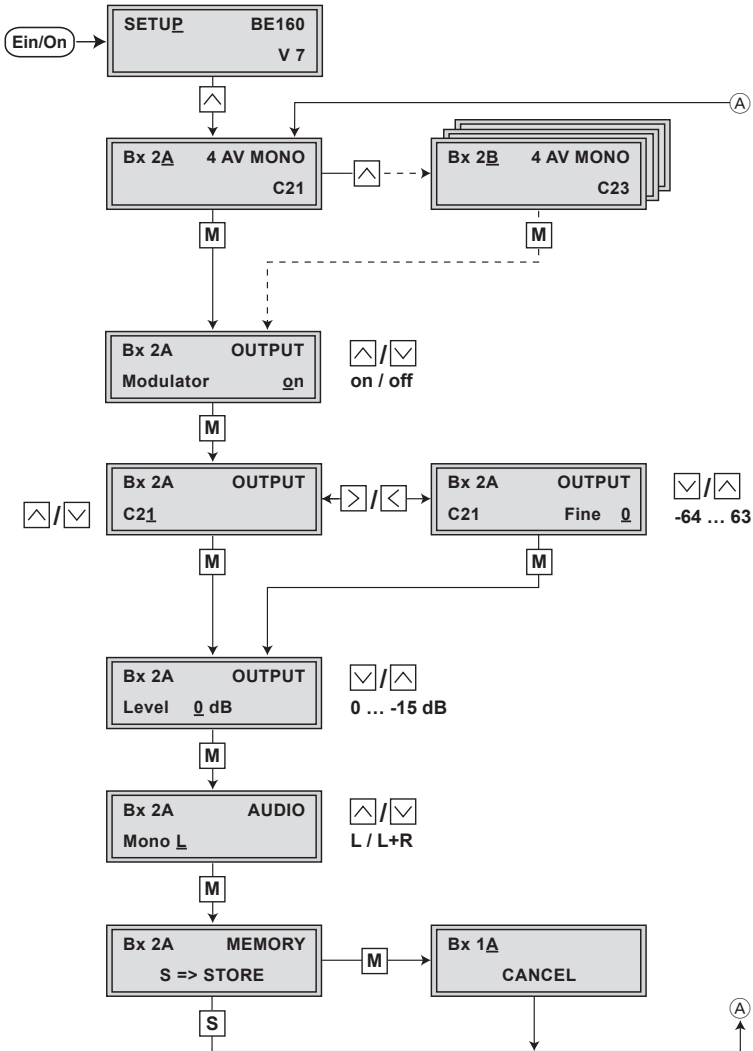 SETUP BE160
Ein/On
V 7
Ⓐ
Bx 2A 4 AV MONO
C21
Bx 2B 4 AV MONO
C23
M
M
Bx 2A OUTPUT
Modulator on
on / off
M
Bx 2A OUTPUT
C21
/
> / <
Bx 2A OUTPUT
C21 Fine 0
/
-64 … 63
M
M
Bx 2A OUTPUT
Level 0 dB
/
0 … -15 dB
M
Bx 2A AUDIO
Mono L
/
L / L+R
M
Bx 2A MEMORY
S => STORE
M
Bx 1A
CANCEL
S
Ⓐ